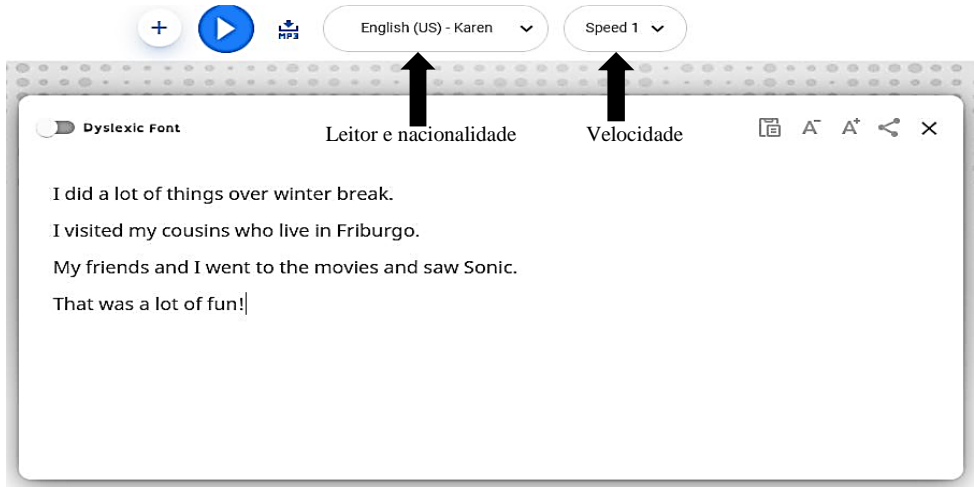 MP3 English (US) - Karen Speed 1
Dyslexic Font Leitor e nacionalidade Velocidade A- A+
I did a lot of things over winter break.
I visited my cousins who live in Friburgo.
My friends and I went to the movies and saw Sonic.
That was a lot of fun!